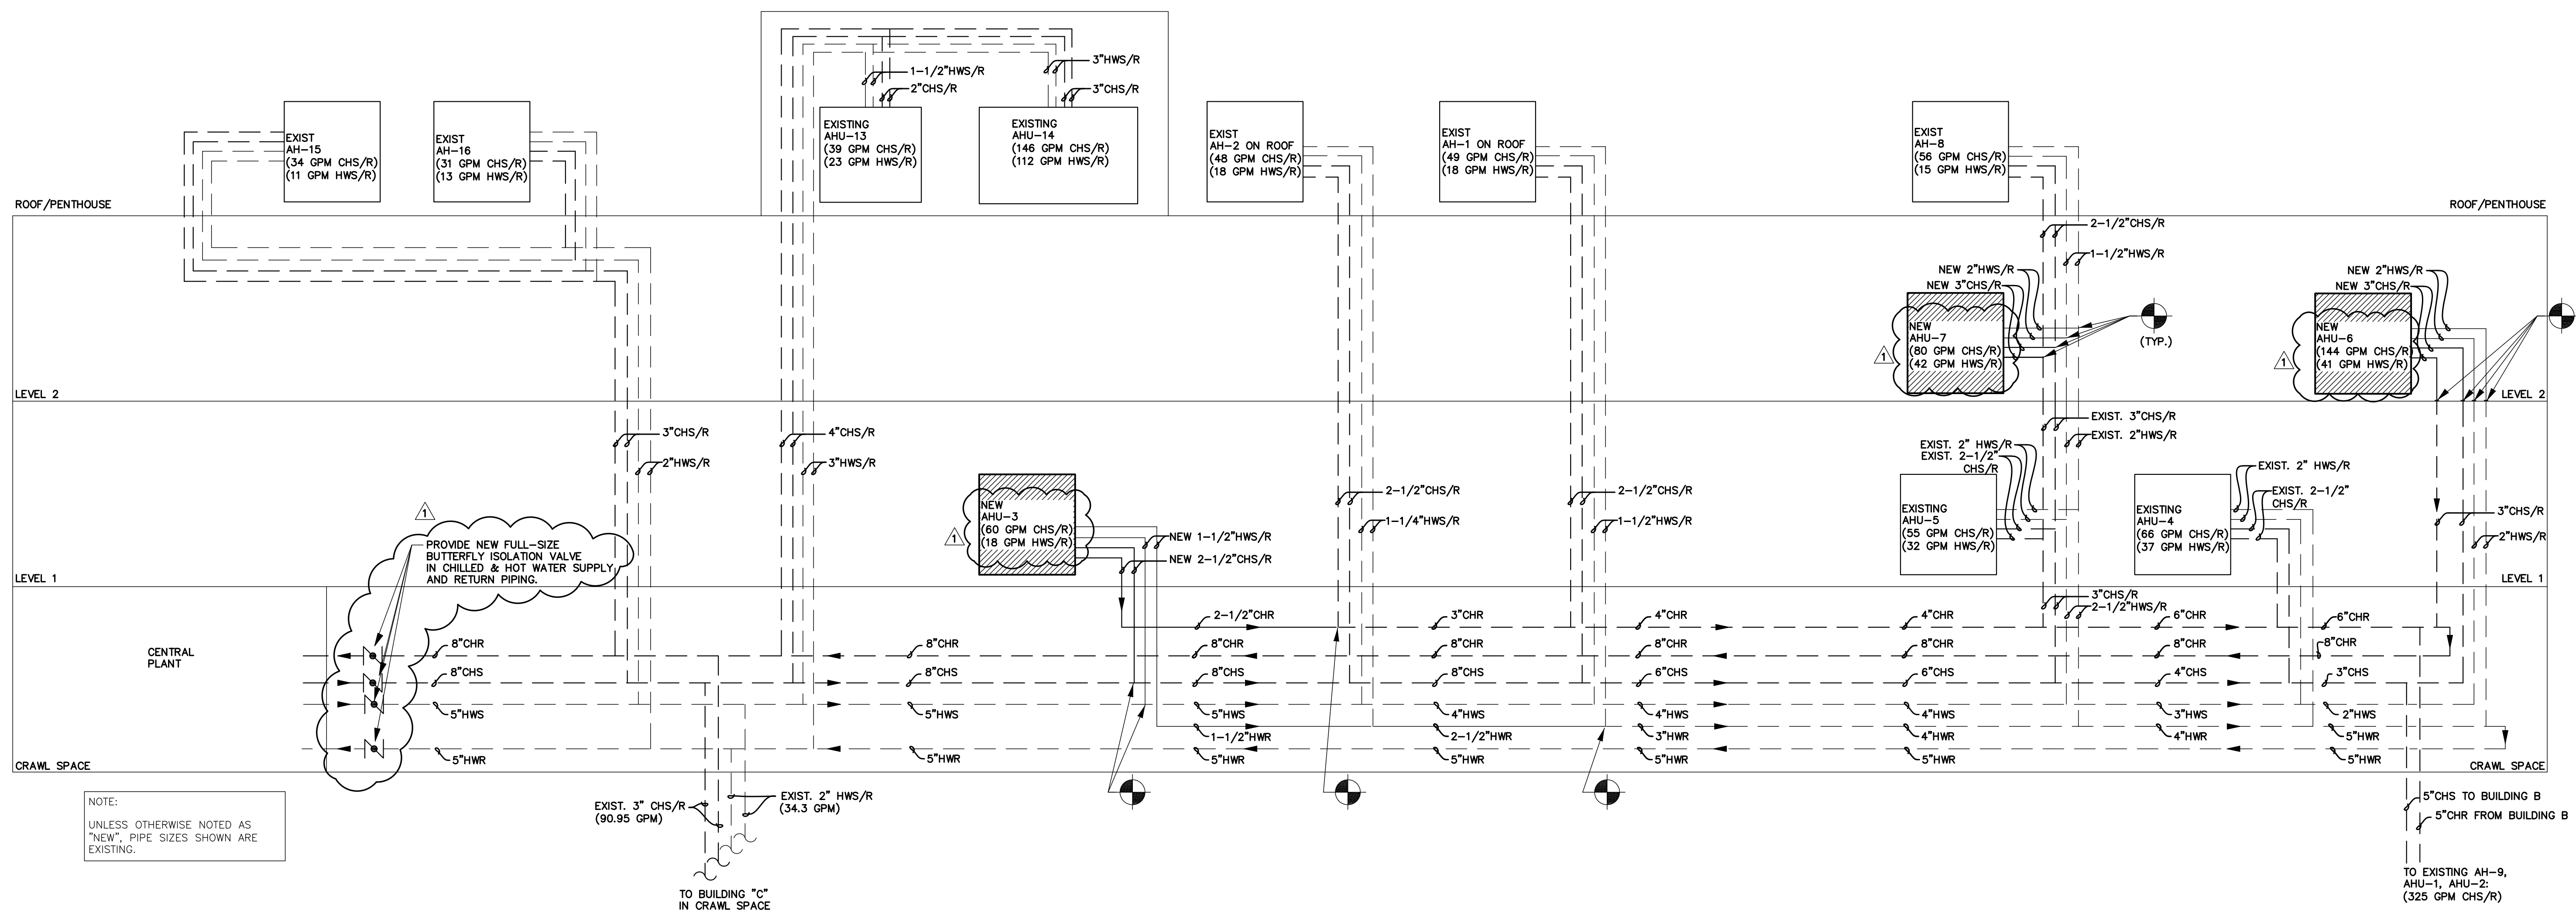 1-1/2"HWS/R
2"CHS/R
3"HWS/R
3"CHS/R
EXIST
AH-15
(34 GPM CHS/R)
(11 GPM HWS/R)
EXIST
AH-16
(31 GPM CHS/R)
(13 GPM HWS/R)
EXISTING
AHU-13
(39 GPM CHS/R)
(23 GPM HWS/R)
EXISTING
AHU-14
(146 GPM CHS/R)
(112 GPM HWS/R)
EXIST
AH-2 ON ROOF
(48 GPM CHS/R)
(18 GPM HWS/R)
EXIST
AH-1 ON ROOF
(49 GPM CHS/R)
(18 GPM HWS/R)
EXIST
AH-8
(56 GPM CHS/R)
(15 GPM HWS/R)
ROOF/PENTHOUSE
ROOF/PENTHOUSE
2-1/2"CHS/R
1-1/2"HWS/R
NEW 2"HWS/R
NEW 3"CHS/R
NEW
AHU-7
(80 GPM CHS/R)
(42 GPM HWS/R)
1
(TYP.)
NEW 2"HWS/R
NEW 3"CHS/R
NEW
AHU-6
(144 GPM CHS/R)
(41 GPM HWS/R)
1
LEVEL 2
LEVEL 2
3"CHS/R
2"HWS/R
4"CHS/R
3"HWS/R
NEW
AHU-3
(60 GPM CHS/R)
(18 GPM HWS/R)
1
NEW 1-1/2"HWS/R
NEW 2-1/2"CHS/R
2-1/2"CHS/R
1-1/4"HWS/R
2-1/2"CHS/R
1-1/2"HWS/R
EXIST. 3"CHS/R
EXIST. 2"HWS/R
EXIST. 2" HWS/R
EXIST. 2-1/2"
CHS/R
EXISTING
AHU-5
(55 GPM CHS/R)
(32 GPM HWS/R)
EXIST. 2" HWS/R
EXIST. 2-1/2"
CHS/R
EXISTING
AHU-4
(66 GPM CHS/R)
(37 GPM HWS/R)
3"CHS/R
2"HWS/R
1
PROVIDE NEW FULL-SIZE
BUTTERFLY ISOLATION VALVE
IN CHILLED & HOT WATER SUPPLY
AND RETURN PIPING.
LEVEL 1
LEVEL 1
3"CHS/R
2-1/2"HWS/R
CENTRAL
PLANT
2-1/2"CHR
3"CHR
4"CHR
4"CHR
6"CHR
6"CHR
8"CHR
8"CHR
8"CHR
8"CHR
8"CHR
8"CHR
8"CHR
8"CHR
8"CHS
8"CHS
8"CHS
8"CHS
6"CHS
6"CHS
4"CHS
3"CHS
5"HWS
5"HWS
5"HWS
4"HWS
4"HWS
4"HWS
3"HWS
2"HWS
1-1/2"HWR
2-1/2"HWR
3"HWR
4"HWR
4"HWR
5"HWR
5"HWR
5"HWR
5"HWR
5"HWR
5"HWR
5"HWR
5"HWR
CRAWL SPACE
CRAWL SPACE
NOTE:
UNLESS OTHERWISE NOTED AS
"NEW", PIPE SIZES SHOWN ARE
EXISTING.
EXIST. 3" CHS/R
(90.95 GPM)
EXIST. 2" HWS/R
(34.3 GPM)
TO BUILDING "C"
IN CRAWL SPACE
5"CHS TO BUILDING B
5"CHR FROM BUILDING B
TO EXISTING AH-9,
AHU-1, AHU-2:
(325 GPM CHS/R)